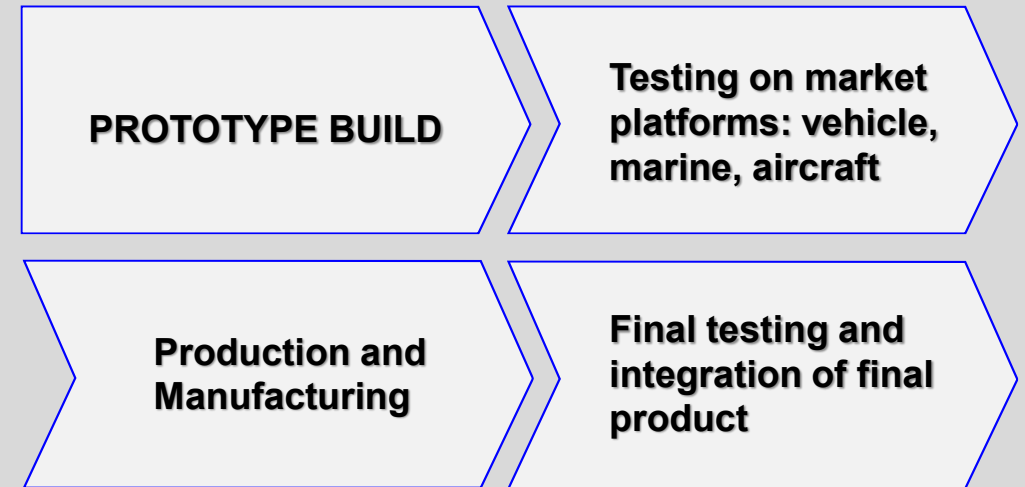 PROTOTYPE BUILD
Testing on market
platforms: vehicle,
marine, aircraft
Production and
Manufacturing
Final testing and
integration of final
product